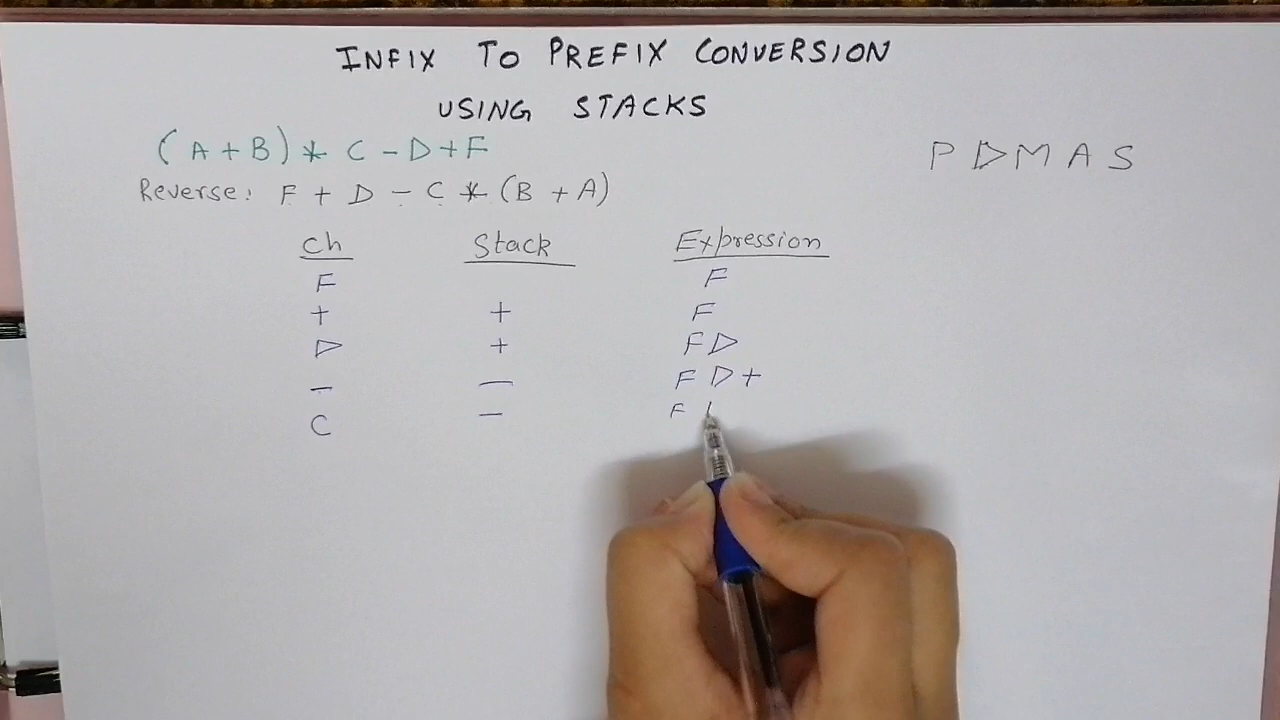 INFIX TO PREFIX CONVERSION
USING STACKS
(A+B)* C -D+F
PDMAS
Reverse: F + D - C * (B + A)
Ch Stack Expression
F F
+ + F
D + FD
- - FD+
C - F